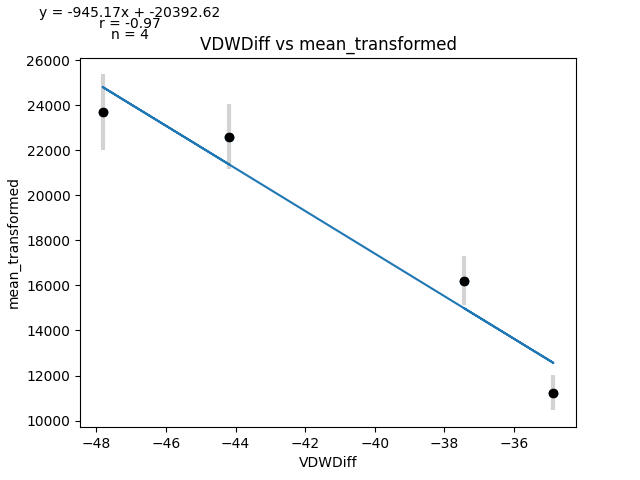 y = -945.17x + -20392.62
r = -0.97
n = 4
VDWDiff vs mean_transformed
26000
24000
22000
20000
18000
16000
14000
12000
10000
mean_transformed
−48
−46
−44
−42
−40
−38
−36
VDWDiff